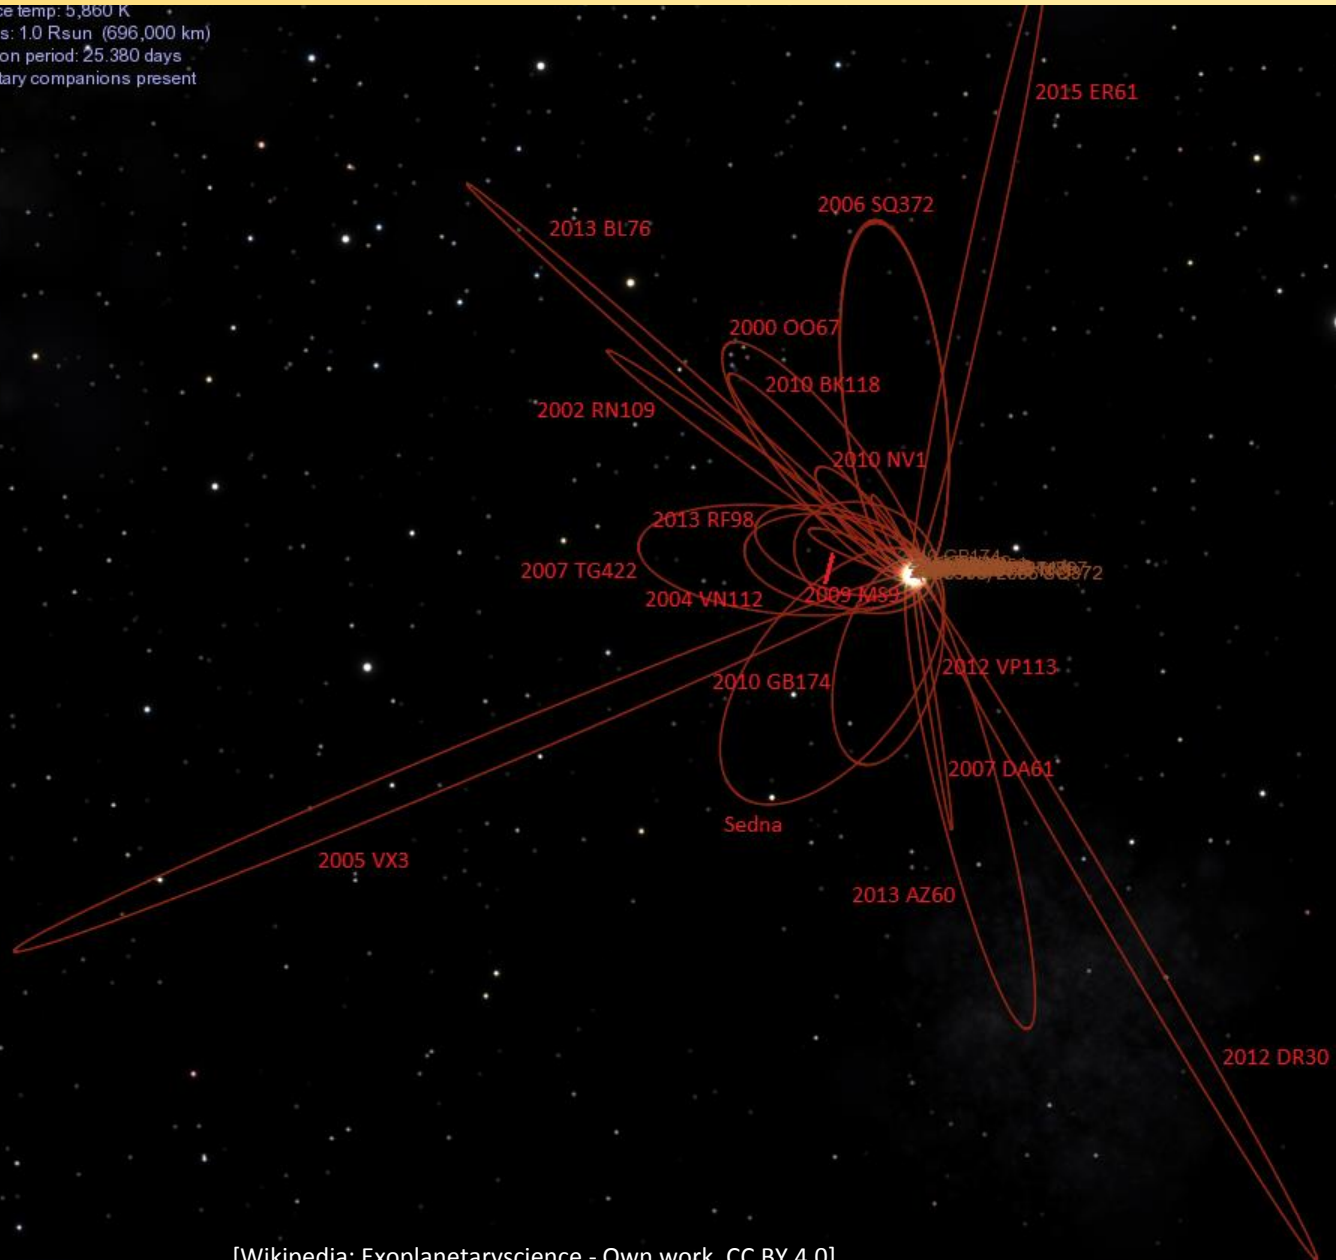 ce temp: 5,860 K
s: 1.0 Rsun (696,000 km)
on period: 25.380 days
tary companions present
2015 ER61
2006 SQ372
2013 BL76
2000 OO67
2010 BK118
2002 RN109
2010 NV1
2013 RF98
2007 TG422
2004 VN112
2009 MS9
2012 VP113
2010 GB174
2007 DA61
Sedna
2005 VX3
2013 AZ60
2012 DR30
[Wikipedia: Exoplanetaryscience - Own work, CC BY 4.0]